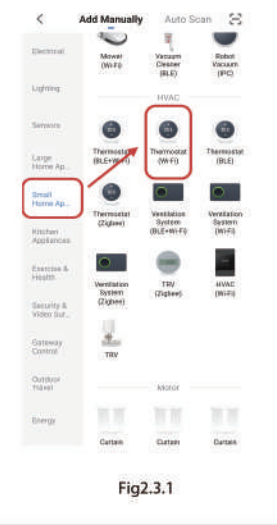 Add Manually
Auto Scan
Electrical
Lighting
Sensors
Large
Home Ap...
Small
Home Ap...
Kitchen
Appliances
Exercise &
Health
Security &
Video Sur...
Gateway
Control
Outdoor
Travel
Energy
Mower
(Wi-Fi)
Vacuum
Cleaner
(BLE)
Robot
Vacuum
(IPC)
HVAC
Thermostat
(BLE+Wi-Fi)
Thermostat
(Wi-Fi)
Thermostat
(BLE)
Thermostat
(Zigbee)
Ventilation
System
(BLE+Wi-Fi)
Ventilation
System
(Wi-Fi)
Ventilation
System
(Zigbee)
TRV
(Zigbee)
HVAC
(Wi-Fi)
TRV
Motor
Curtain
Curtain
Curtain
Fig2.3.1